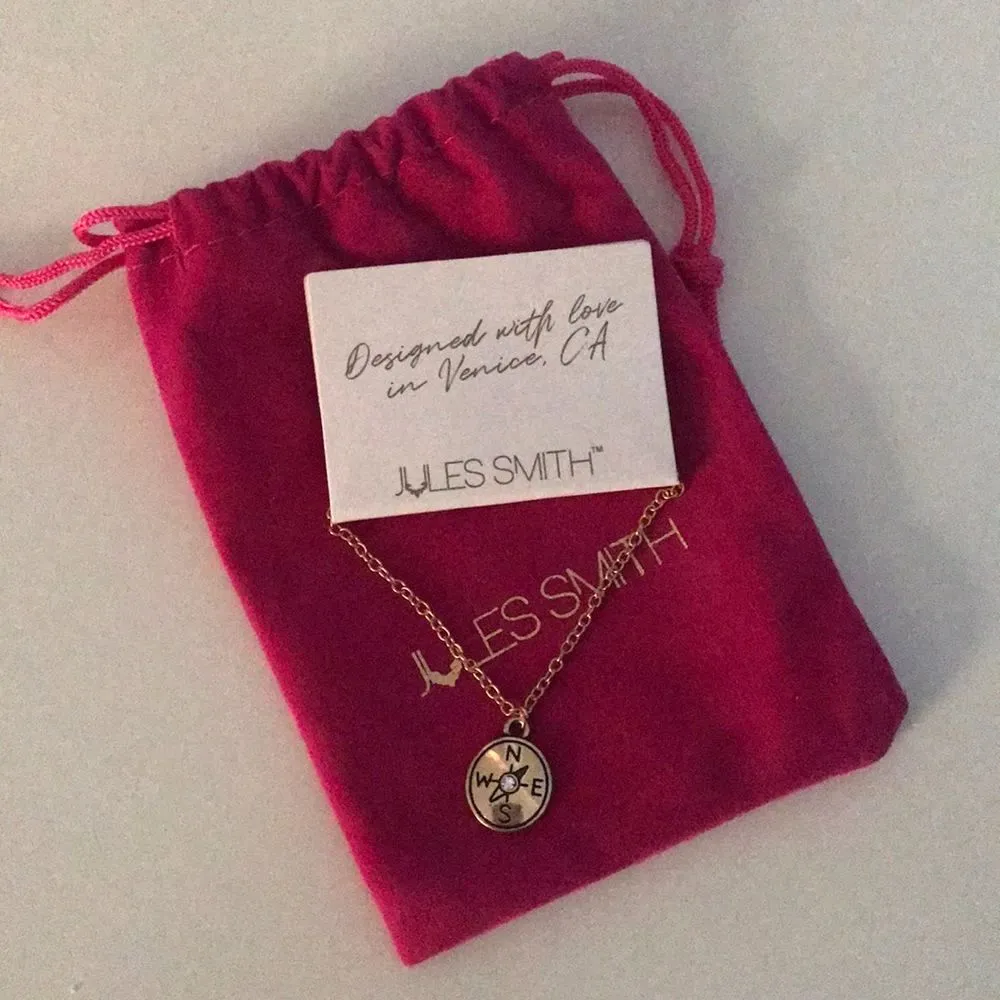 Designed with love
in Venice, CA
JULES SMITH™
JULES SMITH
N
W E
S